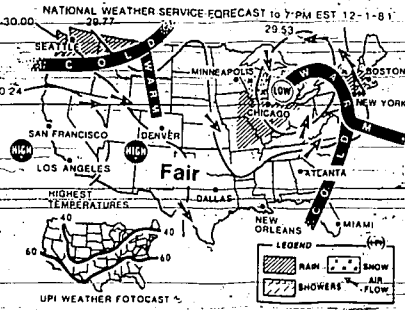 NATIONAL WEATHER SERVICE FORECAST to 7 PM EST 12-1-81
30.00
29.77
29.53
SEATTLE
COLD
WARM
MINNEAPOLIS
LOW
WARM
BOSTON
NEW YORK
CHICAGO
SAN FRANCISCO
DENVER
HIGH
HIGH
COLD
LOS ANGELES
Fair
ATLANTA
HIGHEST
TEMPERATURES
DALLAS
NEW
ORLEANS
MIAMI
40
40
60
60
LEGEND
RAIN
SNOW
SHOWERS
AIR
FLOW
UPI WEATHER FOTOCAST